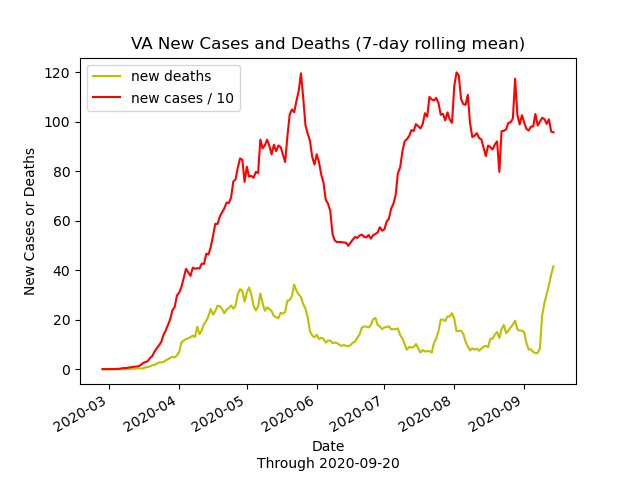 VA New Cases and Deaths (7-day rolling mean)
new deaths
new cases / 10
120
100
80
60
40
20
0
New Cases or Deaths
2020-03
2020-04
2020-05
2020-06
2020-07
2020-08
2020-09
Date
Through 2020-09-20